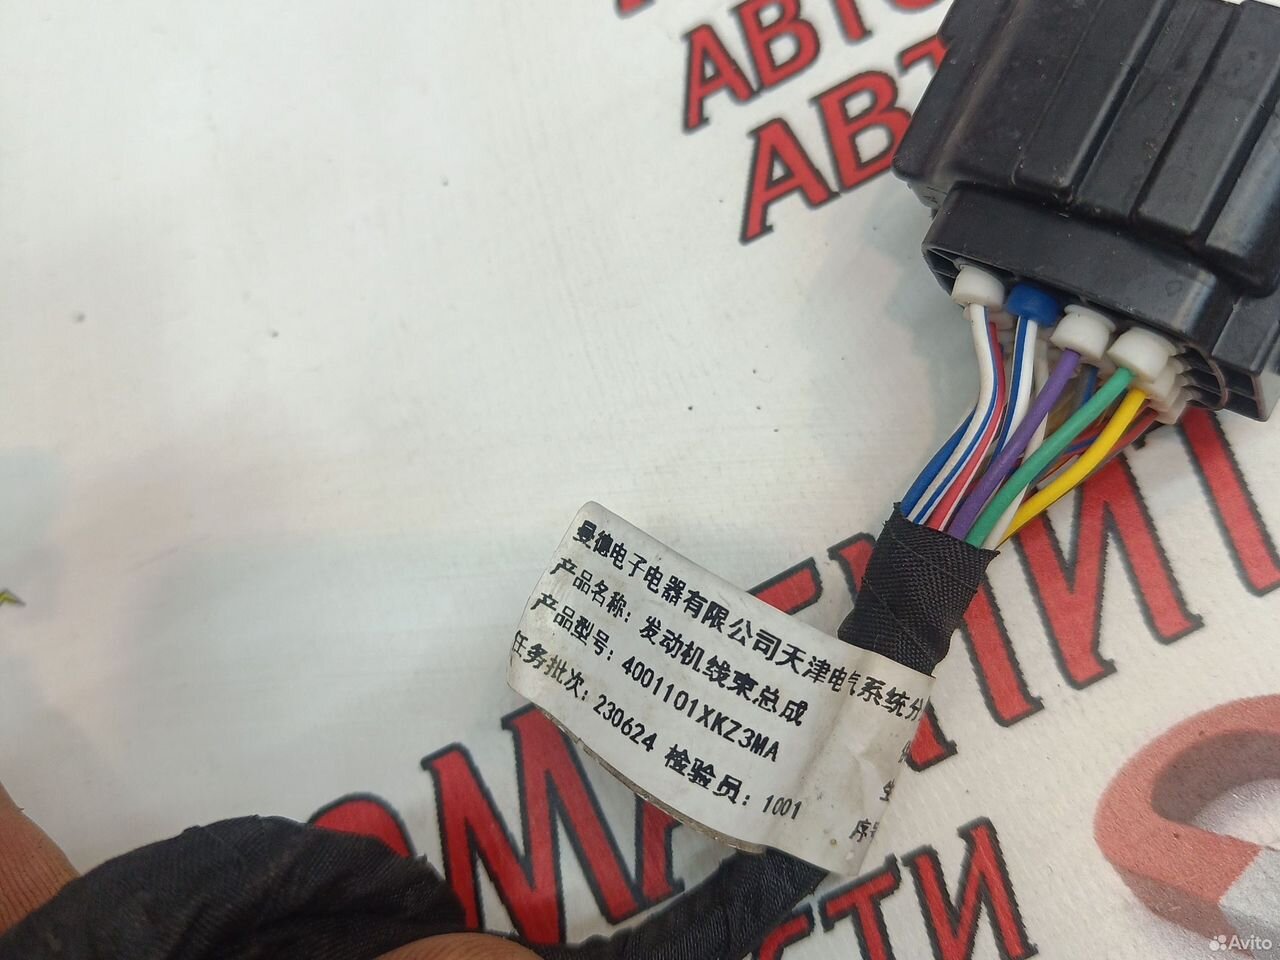 АВТО
АВТ
曼德电子电器有限公司天津电气系统分
产品名称：发动机线束总成
产品型号：4001101XKZ3MA
任务批次：230624 检验员：1001
序
Avito